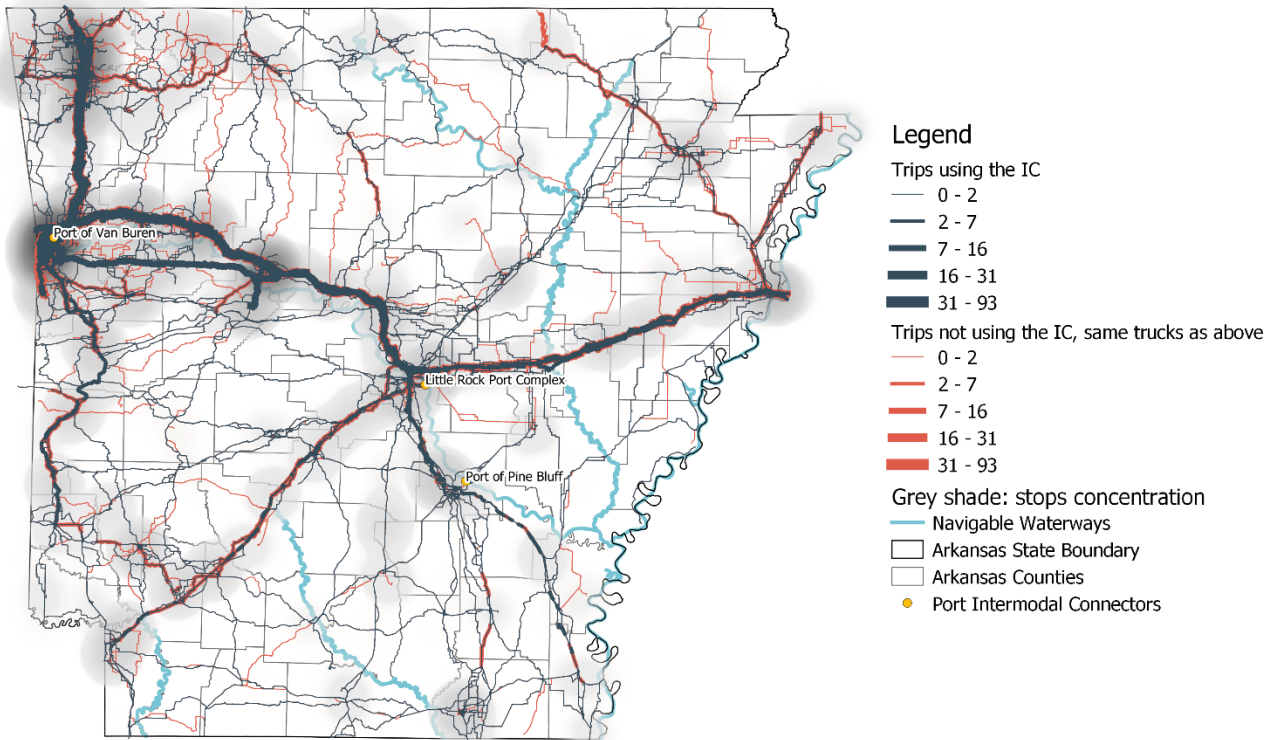 Port of Van Buren
Little Rock Port Complex
Port of Pine Bluff
Legend
Trips using the IC
0 - 2
2 - 7
7 - 16
16 - 31
31 - 93
Trips not using the IC, same trucks as above
0 - 2
2 - 7
7 - 16
16 - 31
31 - 93
Grey shade: stops concentration
Navigable Waterways
Arkansas State Boundary
Arkansas Counties
Port Intermodal Connectors